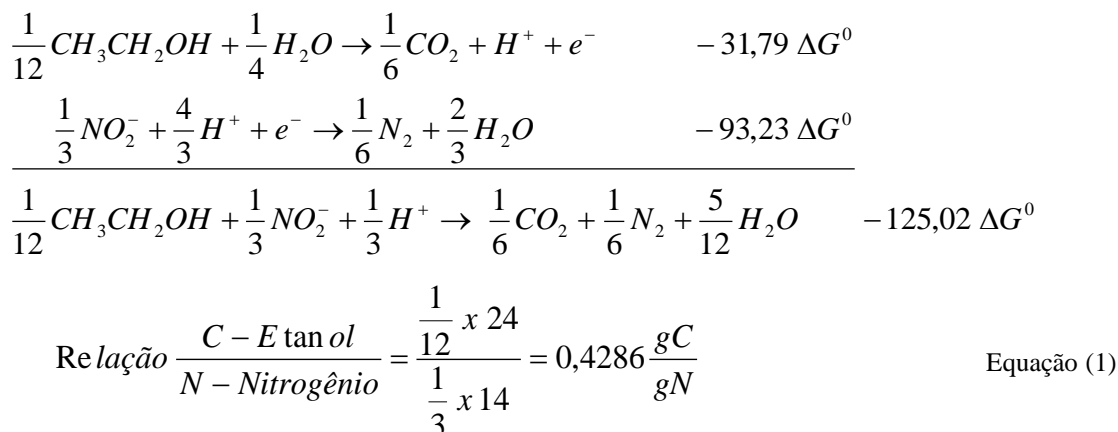 1/12 CH₃CH₂OH + 1/4 H₂O → 1/6 CO₂ + H⁺ + e⁻ −31,79 ΔG⁰
1/3 NO₂⁻ + 4/3 H⁺ + e⁻ → 1/6 N₂ + 2/3 H₂O −93,23 ΔG⁰
1/12 CH₃CH₂OH + 1/3 NO₂⁻ + 1/3 H⁺ → 1/6 CO₂ + 1/6 N₂ + 5/12 H₂O −125,02 ΔG⁰
Relação (C − E tan ol)/(N − Nitrogênio) = (1/12 x 24)/(1/3 x 14) = 0,4286 gC/gN Equação (1)